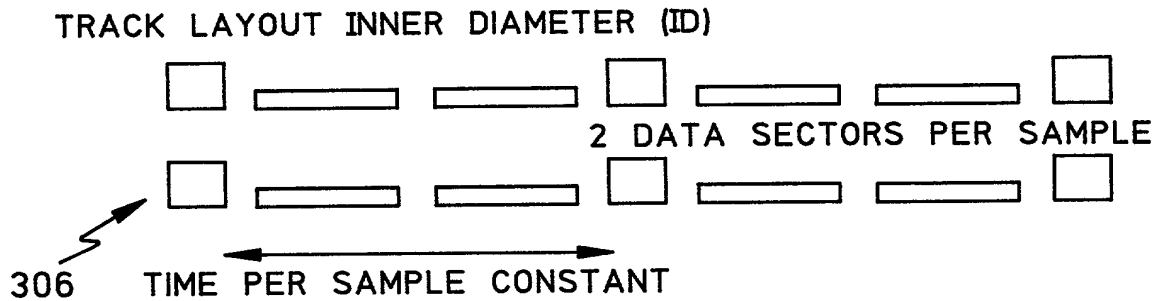 TRACK LAYOUT INNER DIAMETER (ID)
2 DATA SECTORS PER SAMPLE
306 TIME PER SAMPLE CONSTANT